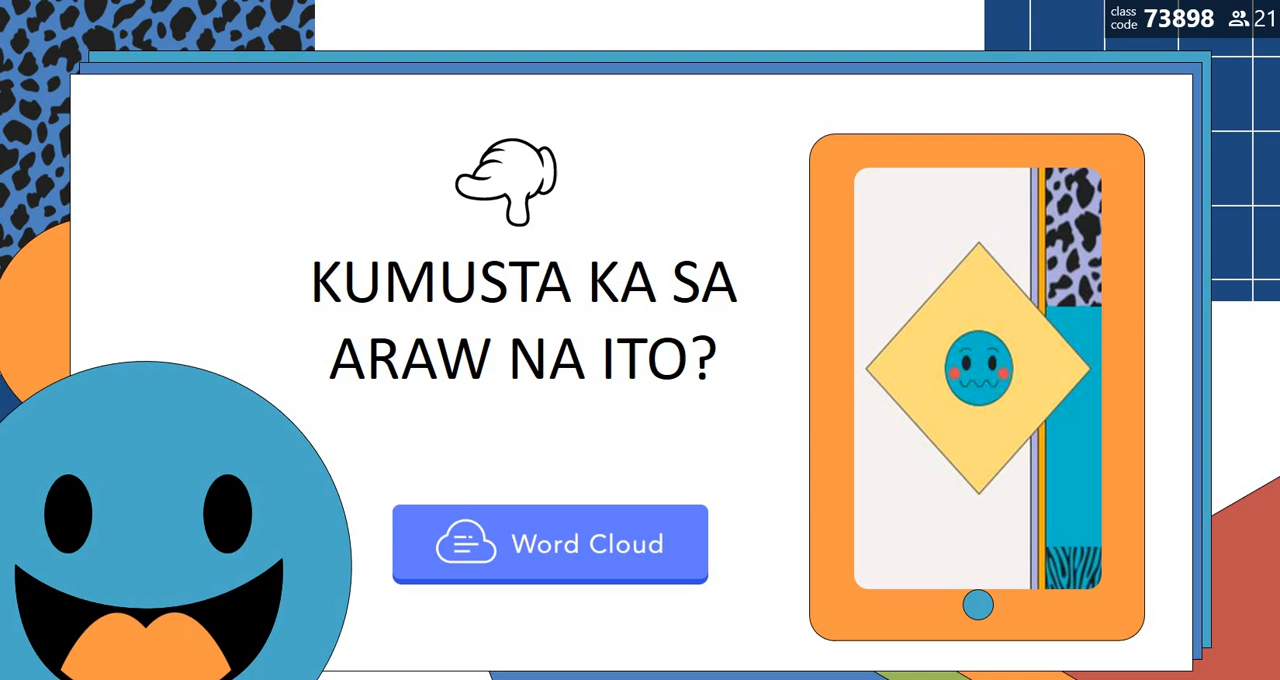 class
code 73898 21
KUMUSTA KA SA
ARAW NA ITO?
Word Cloud